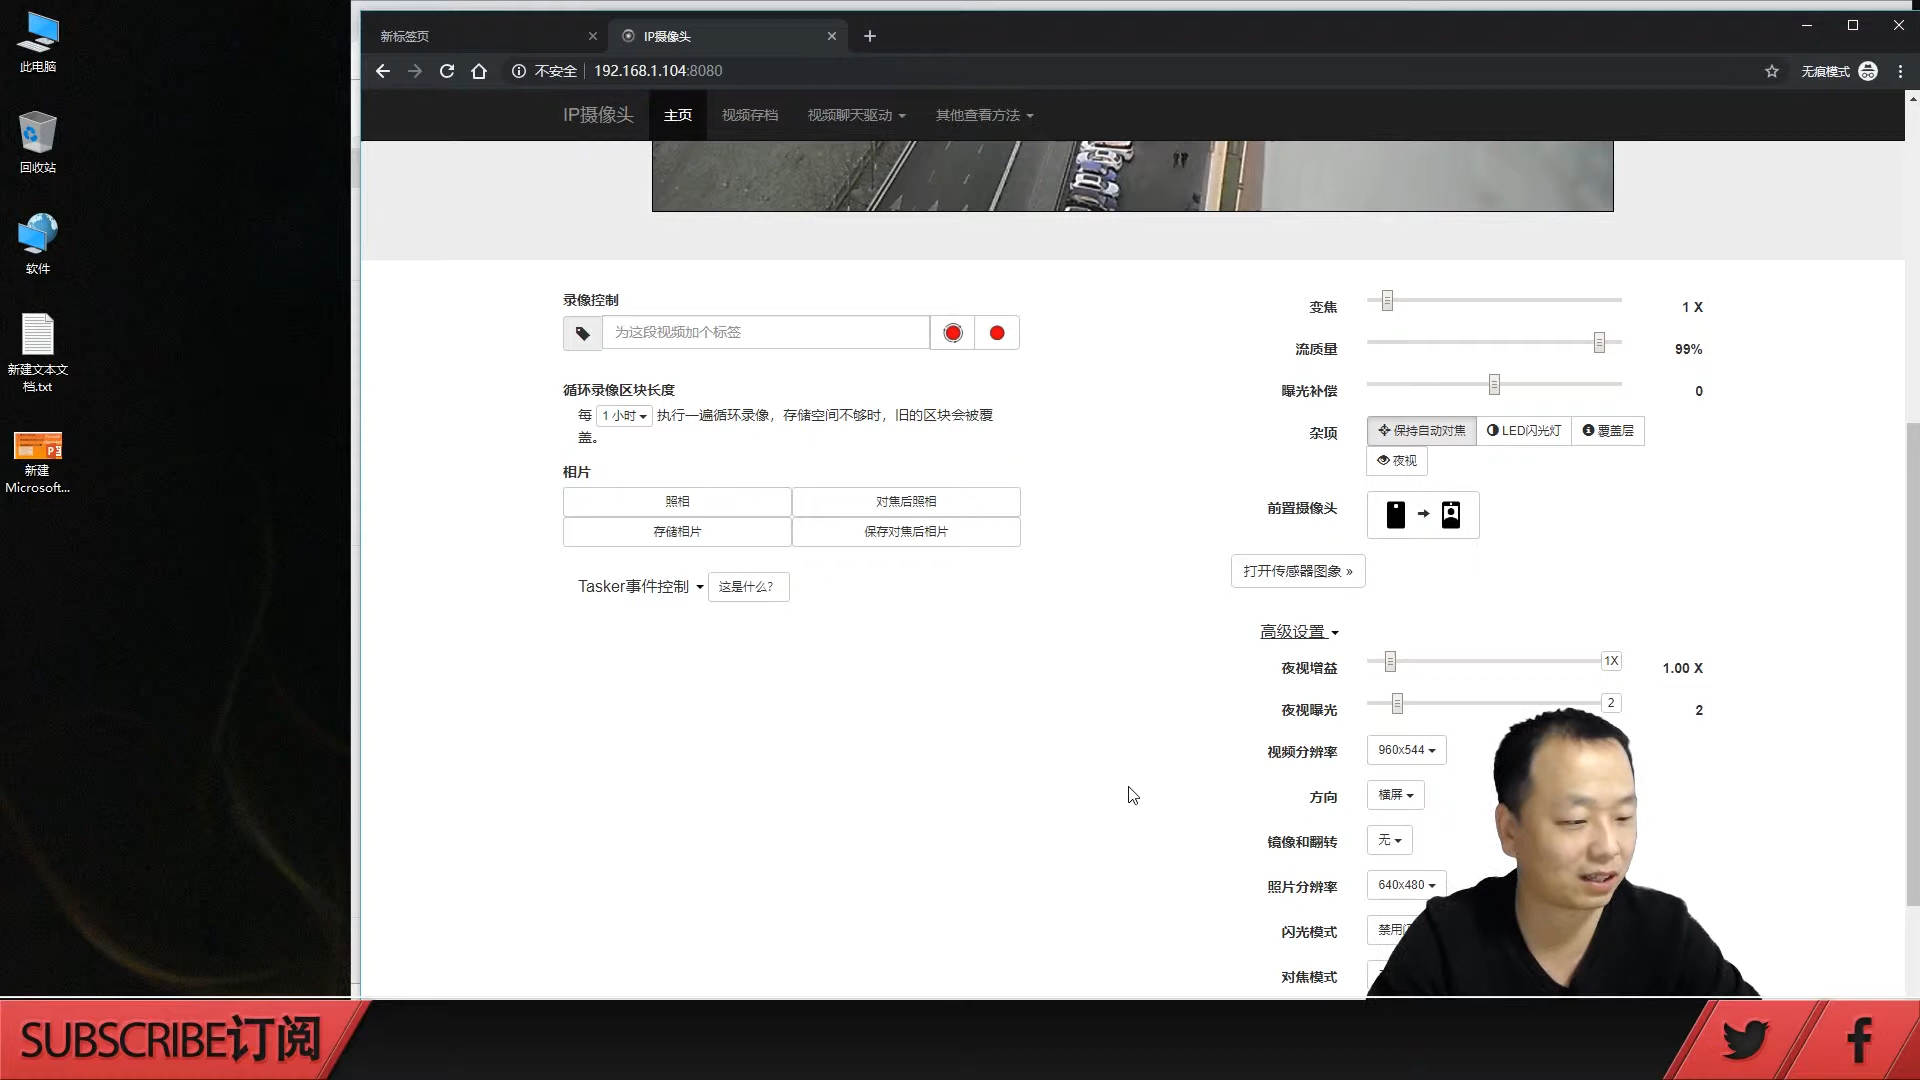 此电脑
回收站
软件
新建文本文
档.txt
新建
Microsoft...
新标签页
IP摄像头
不安全
192.168.1.104:8080
无痕模式
IP摄像头
主页
视频存档
视频聊天驱动
其他查看方法
录像控制
为这段视频加个标签
循环录像区块长度
每 1 小时 执行一遍循环录像，存储空间不够时，旧的区块会被覆
盖。
相片
照相
对焦后照相
存储相片
保存对焦后相片
Tasker事件控制
这是什么?
变焦
1 X
流质量
99%
曝光补偿
0
杂项
保持自动对焦
LED闪光灯
覆盖层
夜视
前置摄像头
打开传感器图象 »
高级设置
夜视增益
1X
1.00 X
夜视曝光
2
2
视频分辨率
960x544
方向
横屏
镜像和翻转
无
照片分辨率
640x480
闪光模式
禁用
对焦模式
SUBSCRIBE订阅